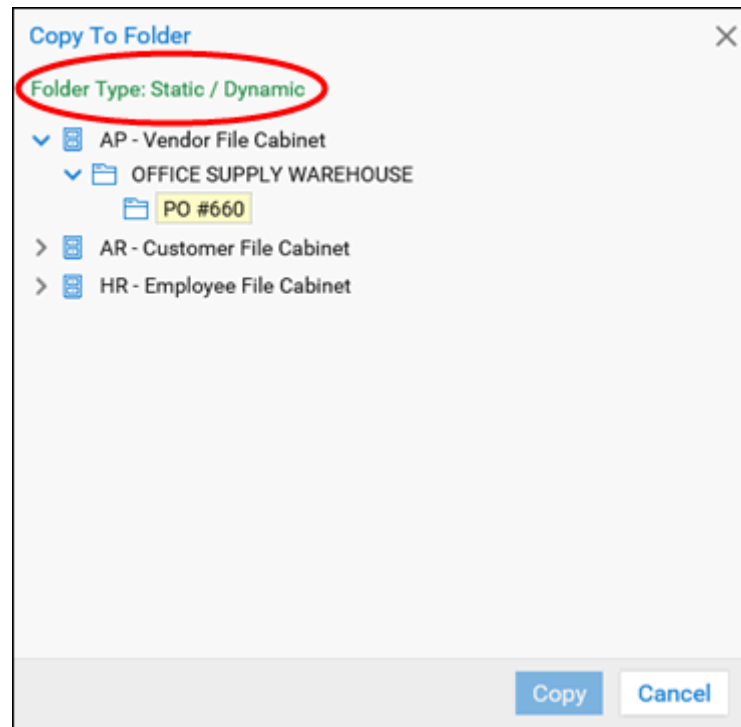 Copy To Folder
Folder Type: Static / Dynamic
AP - Vendor File Cabinet
OFFICE SUPPLY WAREHOUSE
PO #660
AR - Customer File Cabinet
HR - Employee File Cabinet
Copy Cancel